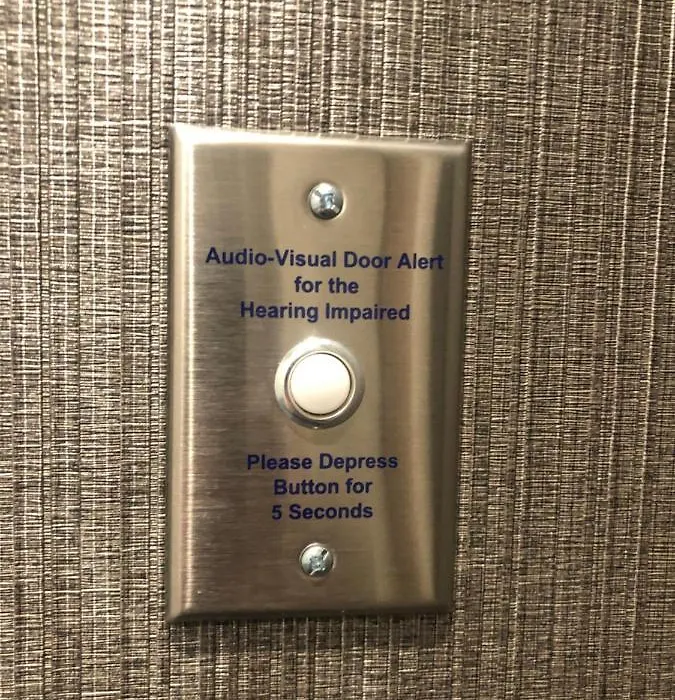 Audio-Visual Door Alert
for the
Hearing Impaired
Please Depress
Button for
5 Seconds